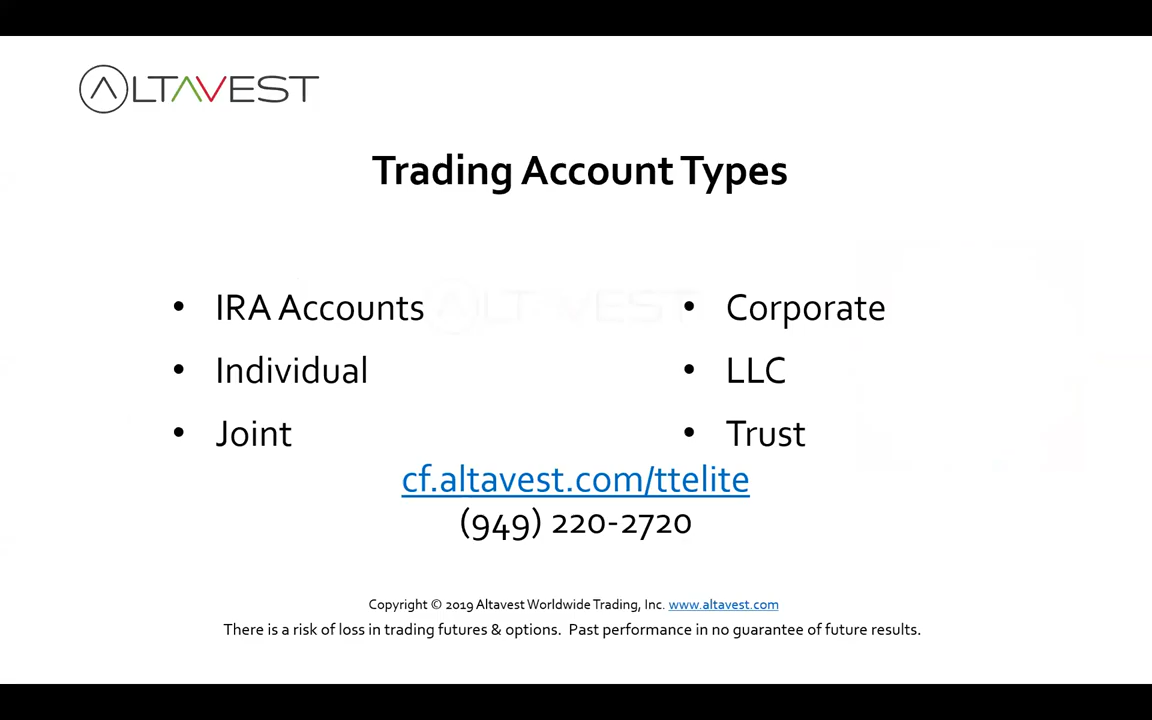 ALTAVEST
Trading Account Types
• IRA Accounts
• Individual
• Joint
• Corporate
• LLC
• Trust
cf.altavest.com/ttelite
(949) 220-2720
Copyright © 2019 Altavest Worldwide Trading, Inc. www.altavest.com
There is a risk of loss in trading futures & options. Past performance in no guarantee of future results.